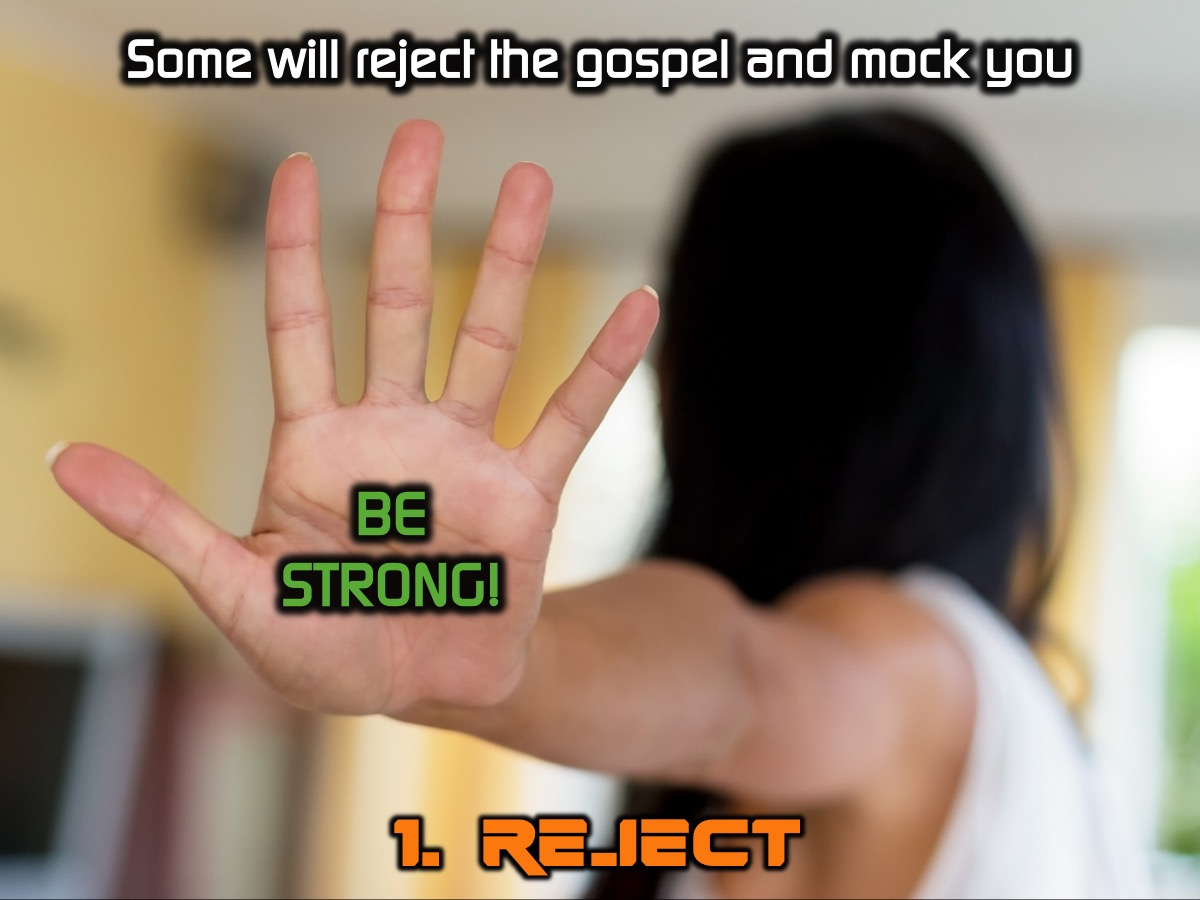 Some will reject the gospel and mock you
BE
STRONG!
1. REJECT